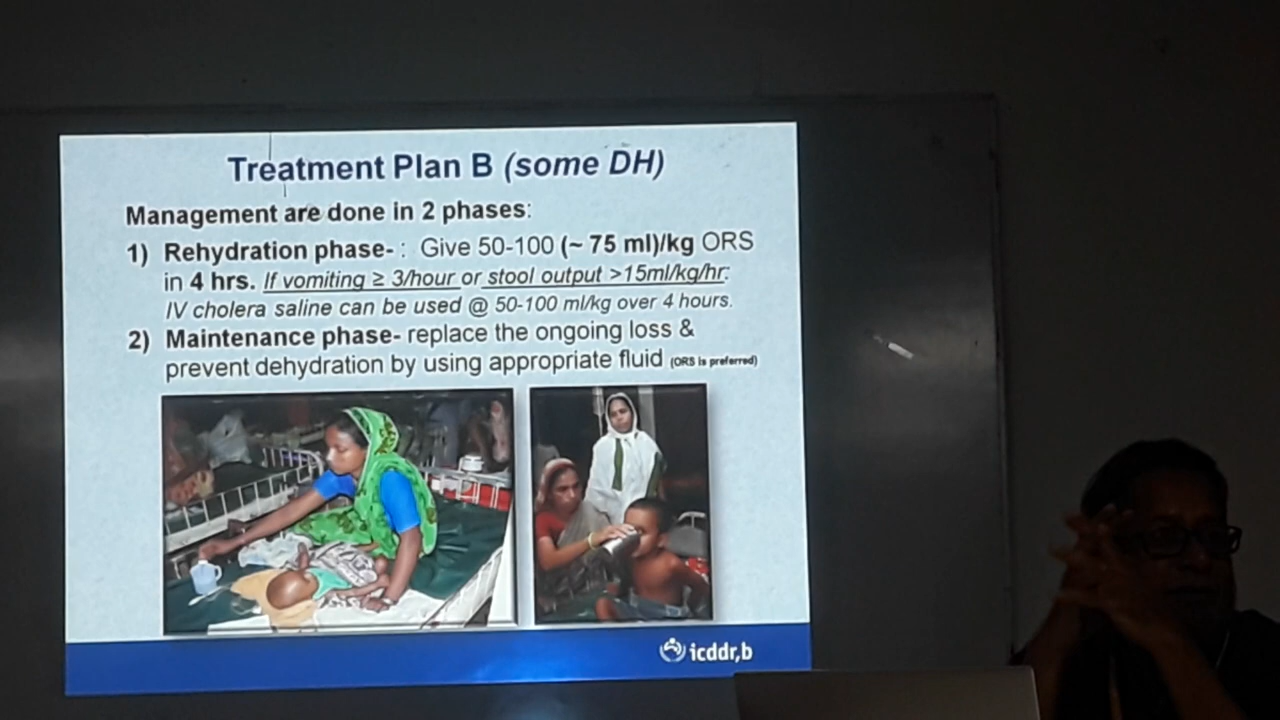 Treatment Plan B (some DH)
Management are done in 2 phases:
1) Rehydration phase- : Give 50-100 (~ 75 ml)/kg ORS
in 4 hrs. If vomiting ≥ 3/hour or stool output >15ml/kg/hr:
IV cholera saline can be used @ 50-100 ml/kg over 4 hours.
2) Maintenance phase- replace the ongoing loss &
prevent dehydration by using appropriate fluid (ORS is preferred)
icddr,b